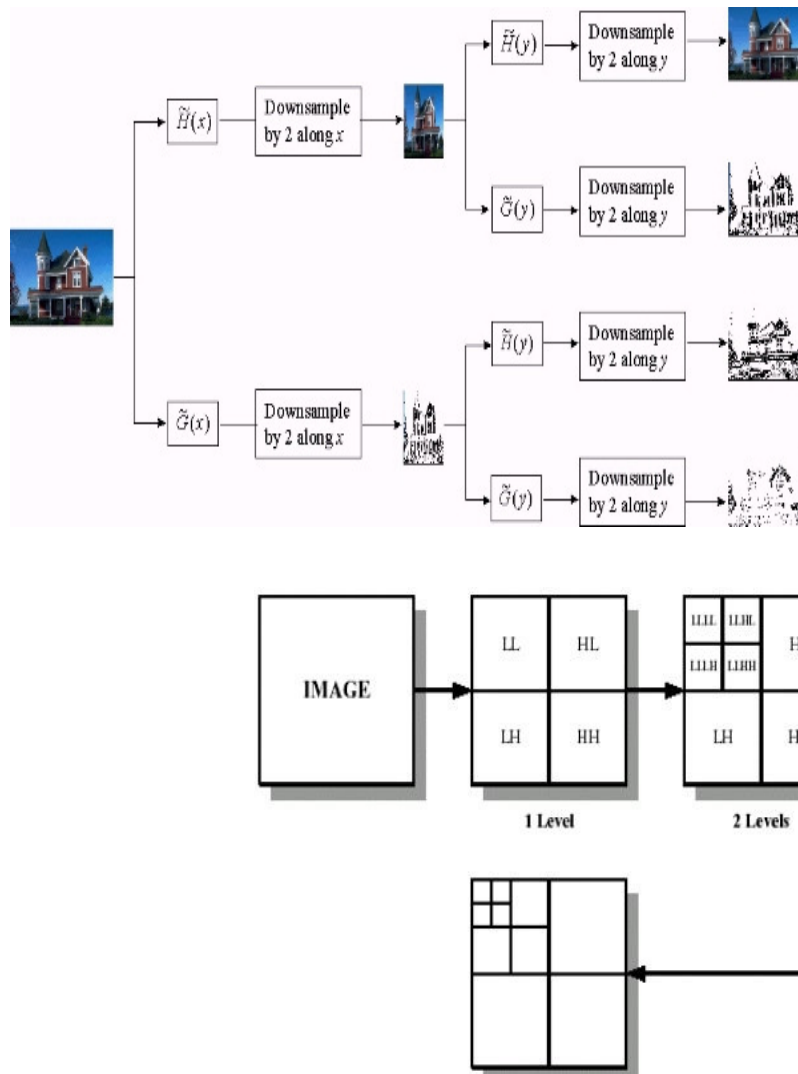 H̃(y)
Downsample
by 2 along y
H̃(x)
Downsample
by 2 along x
G̃(y)
Downsample
by 2 along y
H̃(y)
Downsample
by 2 along y
G̃(x)
Downsample
by 2 along x
G̃(y)
Downsample
by 2 along y
IMAGE
LL
HL
LH
HH
1 Level
LLLL
LLHL
LLLH
LLHH
H
LH
H
2 Levels